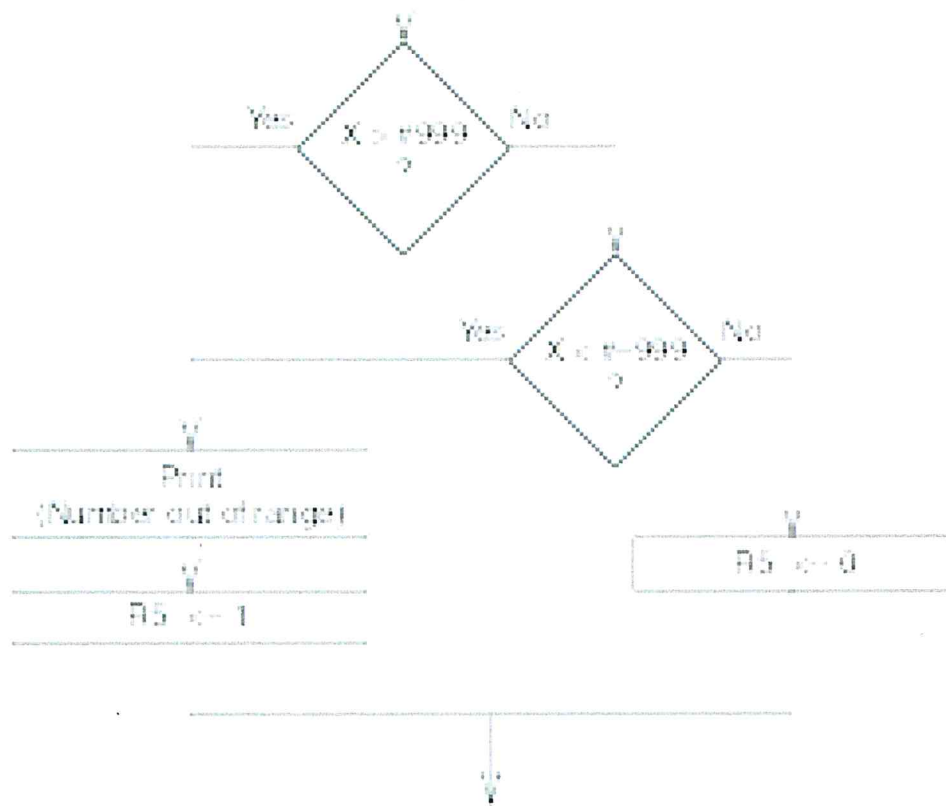 Yes
No
X > #999
?
Yes
No
X < #-999
?
Print
(Number out of range)
R5 <- 0
R5 <- 1